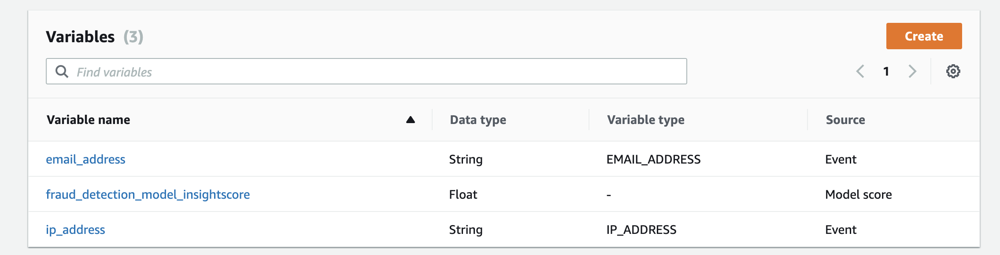 Variables (3)
Create
Find variables
1
Variable name Data type Variable type Source
email_address String EMAIL_ADDRESS Event
fraud_detection_model_insightscore Float - Model score
ip_address String IP_ADDRESS Event